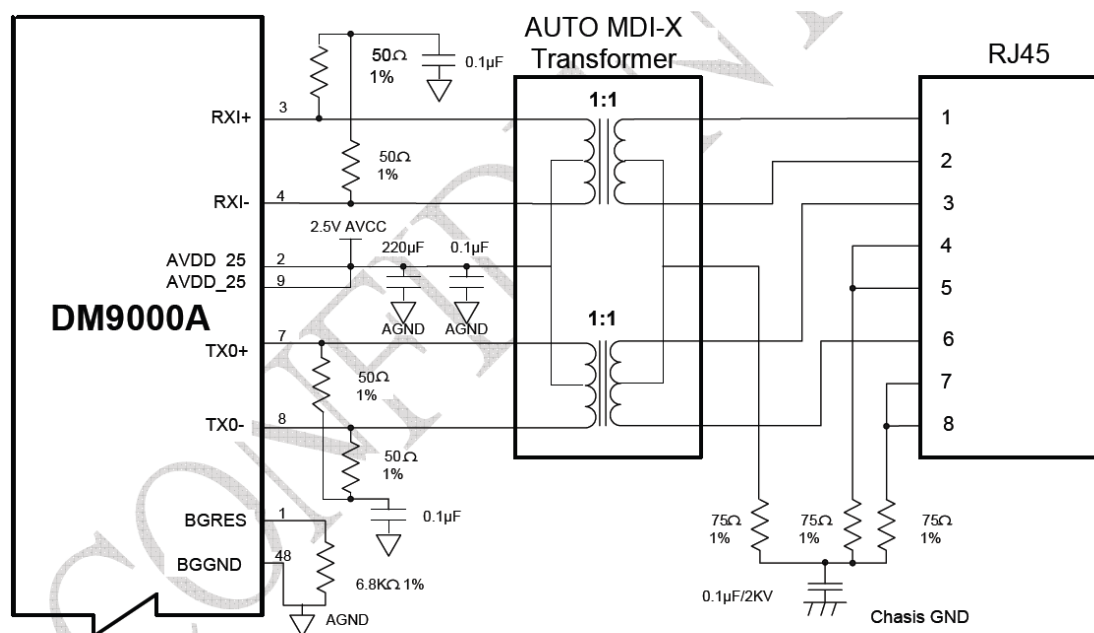 AUTO MDI-X
Transformer
RJ45
50Ω
1%
0.1µF
1:1
RXI+
3
50Ω
1%
RXI-
4
2.5V AVCC
AVDD_25
2
220µF
0.1µF
AVDD_25
9
AGND
AGND
DM9000A
1:1
TX0+
7
50Ω
1%
TX0-
8
50Ω
1%
0.1µF
BGRES
1
BGGND
48
6.8KΩ 1%
AGND
1
2
3
4
5
6
7
8
75Ω
1%
75Ω
1%
75Ω
1%
0.1µF/2KV
Chasis GND